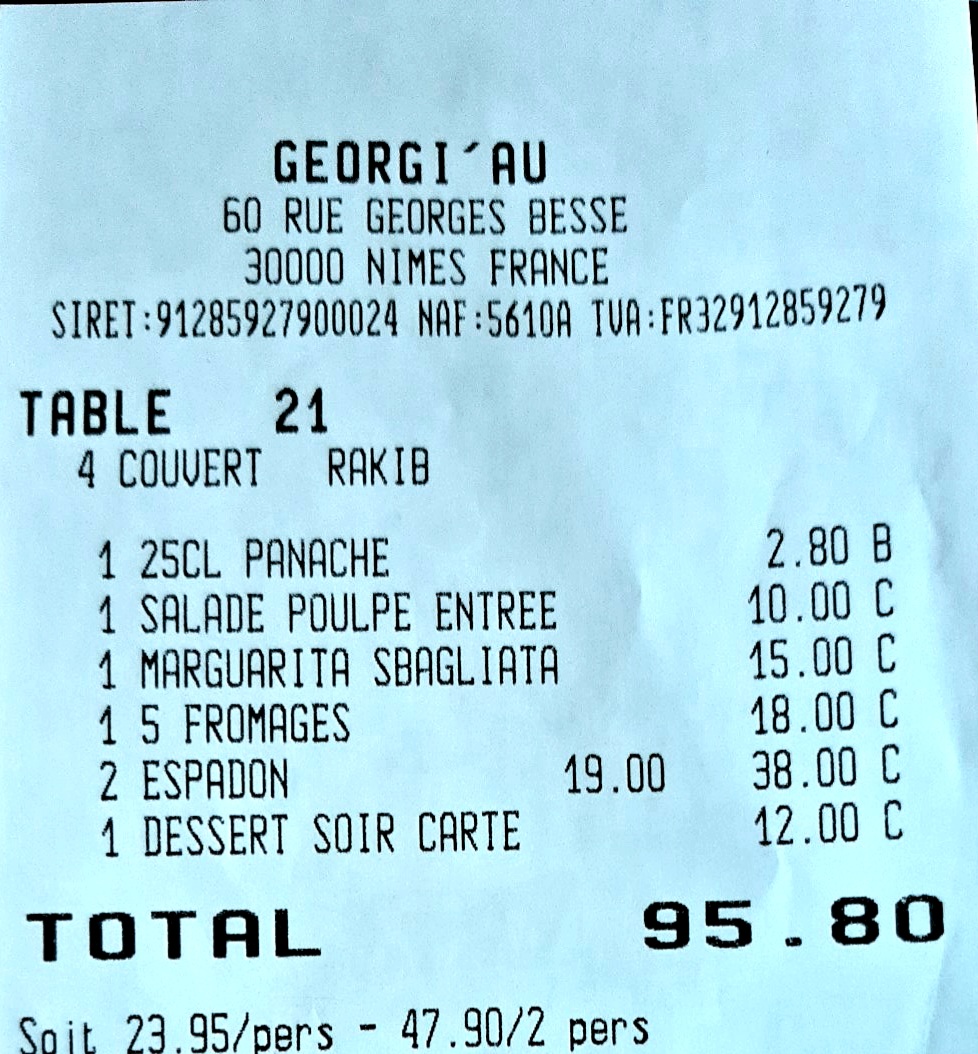 GEORGI´AU
60 RUE GEORGES BESSE
30000 NIMES FRANCE
SIRET:91285927900024 NAF:5610A TVA:FR32912859279
TABLE 21
4 COUVERT RAKIB
1 25CL PANACHE 2.80 B
1 SALADE POULPE ENTREE 10.00 C
1 MARGUARITA SBAGLIATA 15.00 C
1 5 FROMAGES 18.00 C
2 ESPADON 19.00 38.00 C
1 DESSERT SOIR CARTE 12.00 C
TOTAL 95.80
Soit 23.95/pers - 47.90/2 pers